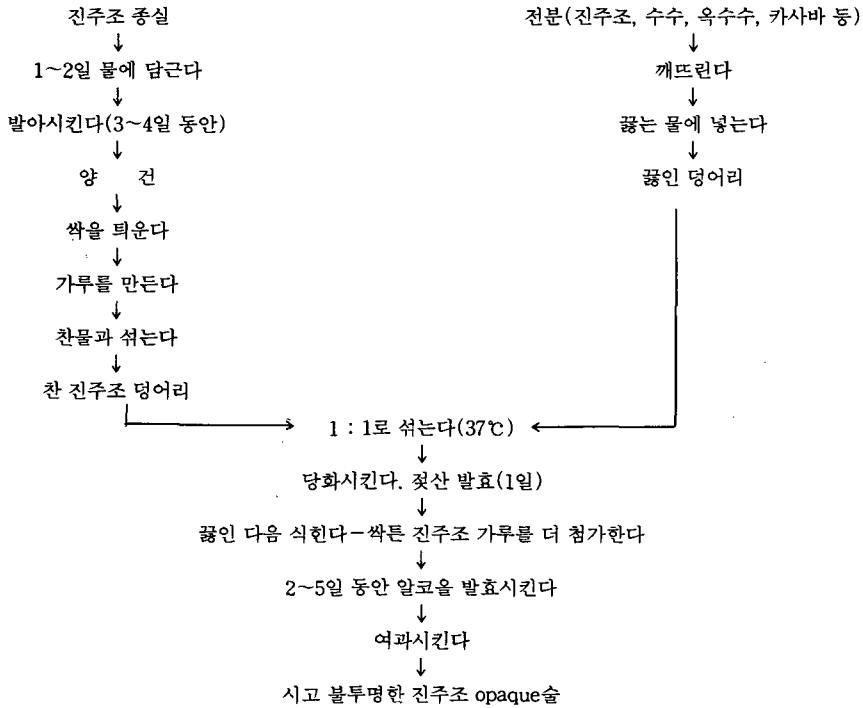 진주조 종실
1~2일 물에 담근다
발아시킨다(3~4일 동안)
양 건
싹을 틔운다
가루를 만든다
찬물과 섞는다
찬 진주조 덩어리
전분(진주조, 수수, 옥수수, 카사바 등)
깨뜨린다
끓는 물에 넣는다
끓인 덩어리
1 : 1로 섞는다(37℃)
당화시킨다. 젖산 발효(1일)
끓인 다음 식힌다-싹튼 진주조 가루를 더 첨가한다
2~5일 동안 알코올 발효시킨다
여과시킨다
시고 불투명한 진주조 opaque술